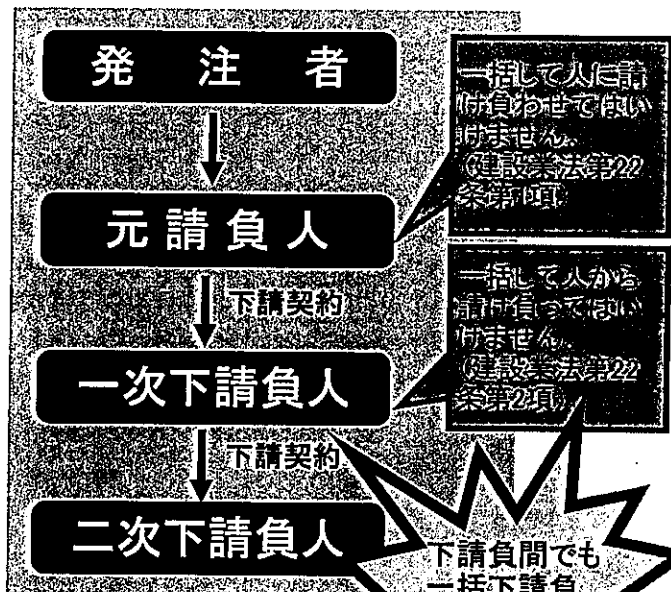 発注者
一括して人に請
け負わせてはい
けません。
(建設業法第22
条第1項)
元請負人
下請契約
一括して人から
請け負ってはい
けません。
(建設業法第22
条第2項)
一次下請負人
下請契約
二次下請負人
下請負間でも
一括下請負